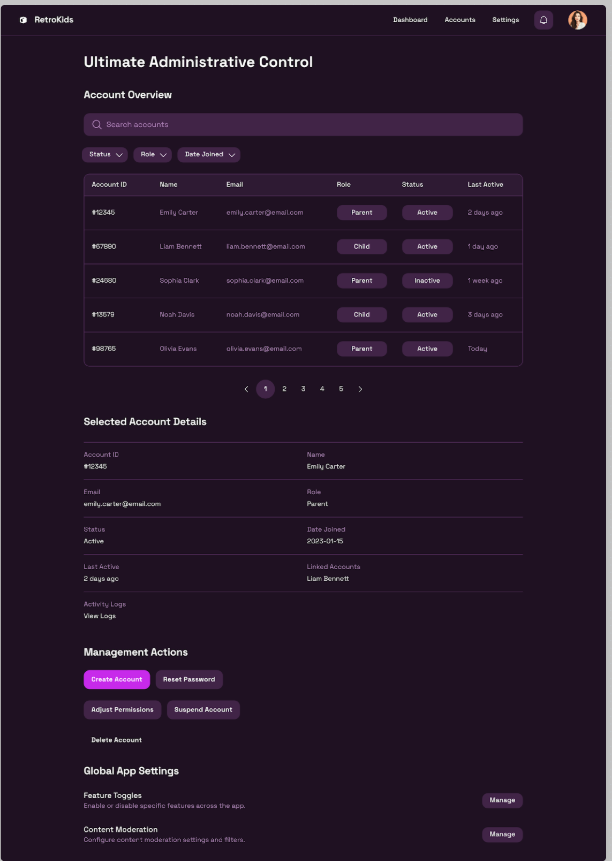 RetroKids Dashboard Accounts Settings
Ultimate Administrative Control
Account Overview
Search accounts
Status Role Date Joined
Account ID Name Email Role Status Last Active
#12345 Emily Carter emily.carter@email.com Parent Active 2 days ago
#67890 Liam Bennett liam.bennett@email.com Child Active 1 day ago
#24680 Sophia Clark sophia.clark@email.com Parent Inactive 1 week ago
#13579 Noah Davis noah.davis@email.com Child Active 3 days ago
#98765 Olivia Evans olivia.evans@email.com Parent Active Today
1 2 3 4 5
Selected Account Details
Account ID Name
#12345 Emily Carter
Email Role
emily.carter@email.com Parent
Status Date Joined
Active 2023-01-15
Last Active Linked Accounts
2 days ago Liam Bennett
Activity Logs
View Logs
Management Actions
Create Account Reset Password
Adjust Permissions Suspend Account
Delete Account
Global App Settings
Feature Toggles
Enable or disable specific features across the app.
Manage
Content Moderation
Configure content moderation settings and filters.
Manage